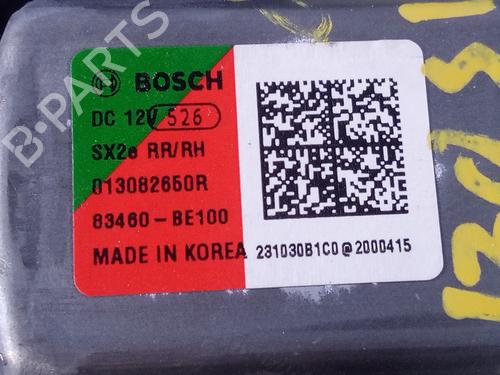 BOSCH
DC 12V 526
SX2e RR/RH
013082650R
83460-BE100
MADE IN KOREA 231030B1C0@2000415
B-PARTS